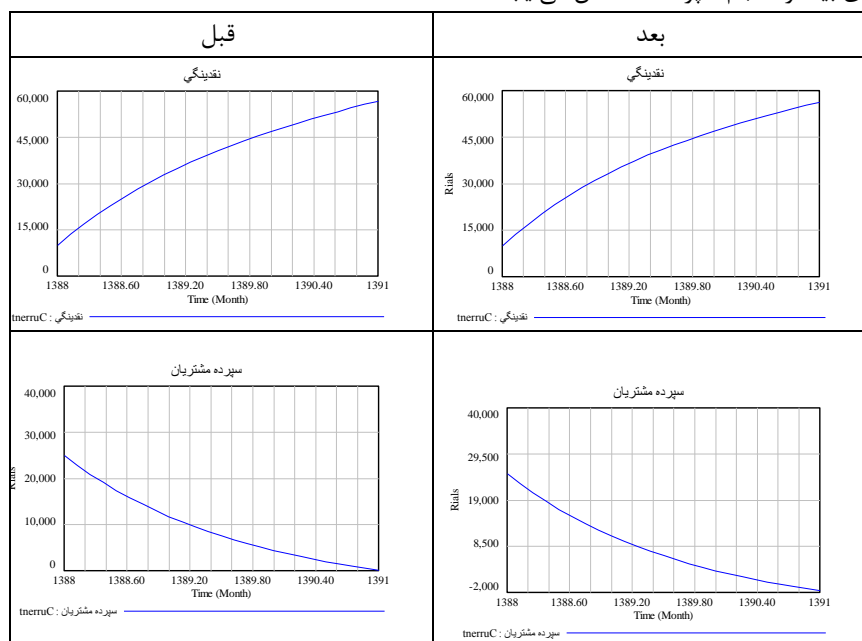 قبل
بعد
نقدينگي
60,000
45,000
30,000
15,000
0
1388 1388.60 1389.20 1389.80 1390.40 1391
Time (Month)
نقدينگي : tnerruC
نقدينگي
60,000
45,000
30,000
15,000
0
Rials
1388 1388.60 1389.20 1389.80 1390.40 1391
Time (Month)
نقدينگي : tnerruC
سپرده مشتريان
40,000
30,000
20,000
10,000
0
Rials
1388 1388.60 1389.20 1389.80 1390.40 1391
Time (Month)
سپرده مشتريان : tnerruC
سپرده مشتريان
40,000
29,500
19,000
8,500
-2,000
Rials
1388 1388.60 1389.20 1389.80 1390.40 1391
Time (Month)
سپرده مشتريان : tnerruC